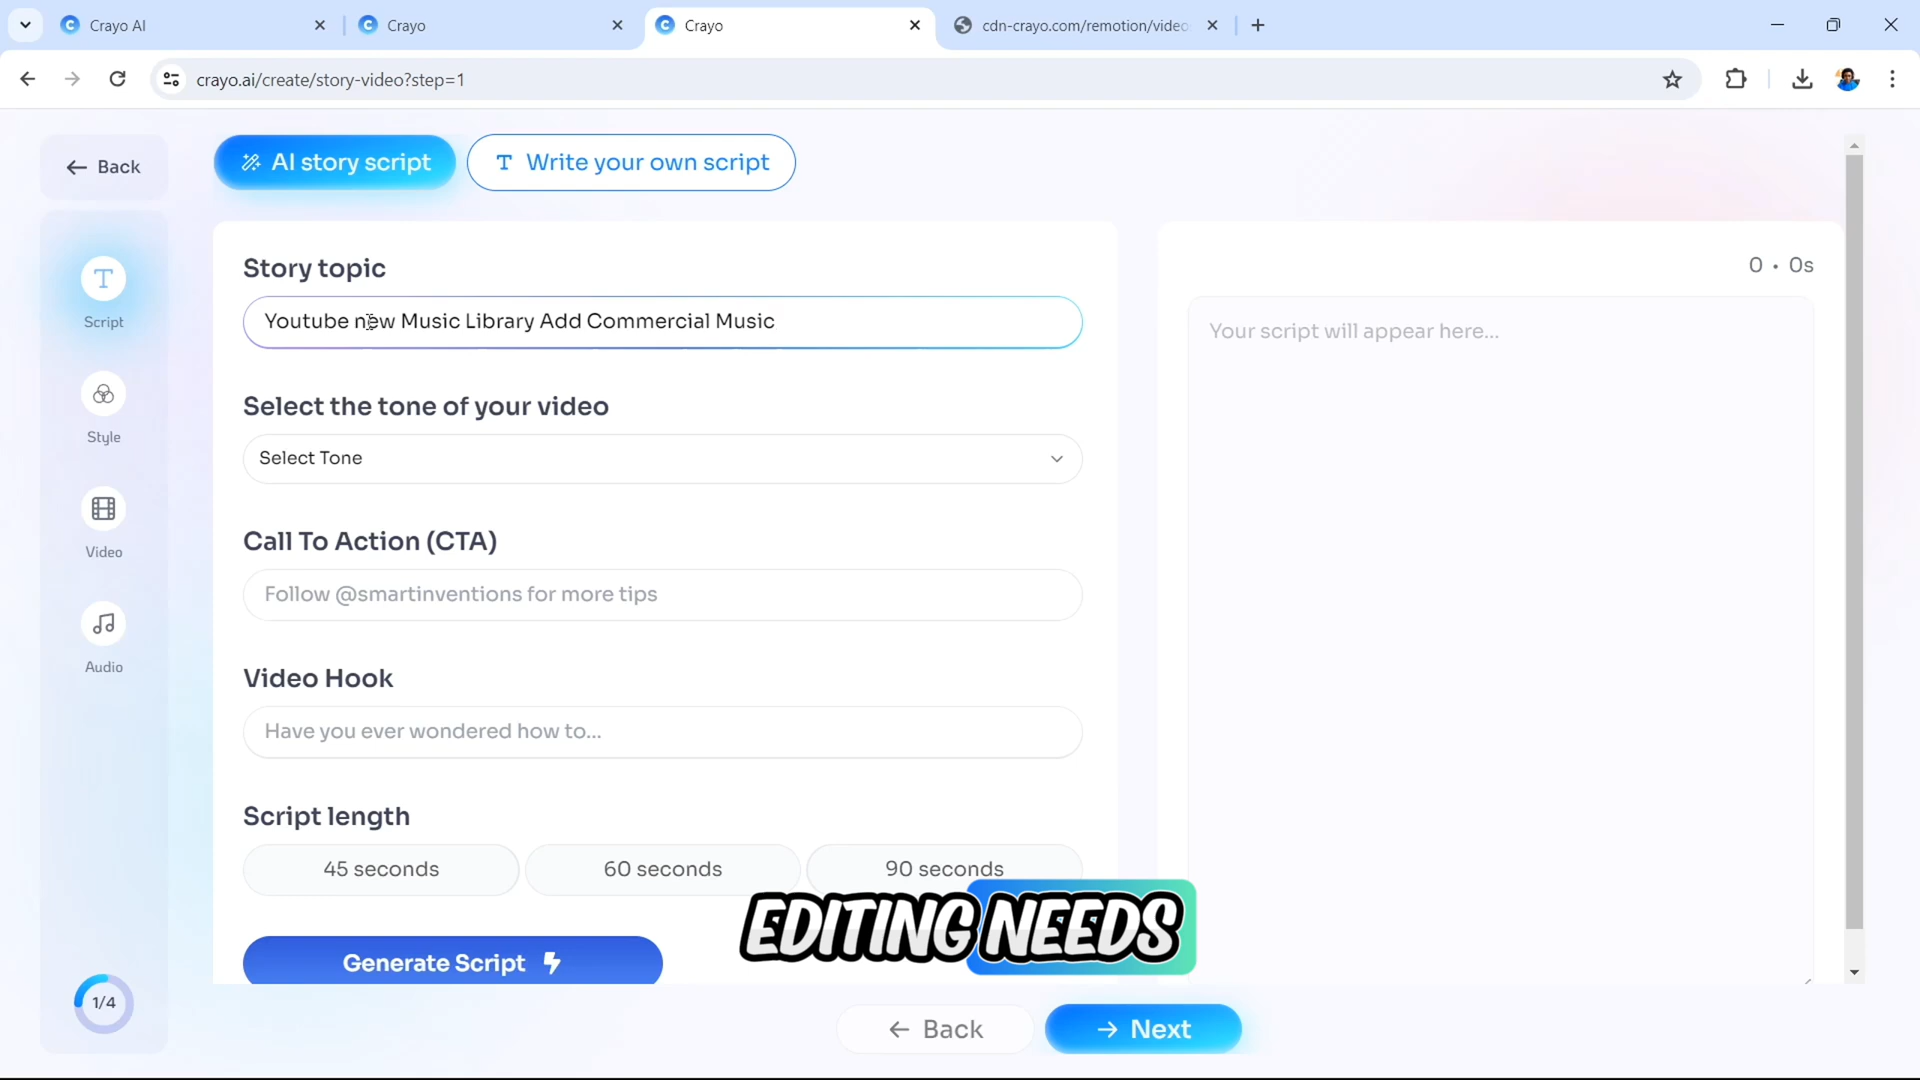 Crayo AI
Crayo
Crayo
cdn-crayo.com/remotion/video
crayo.ai/create/story-video?step=1
Back
AI story script
Write your own script
Script
Style
Video
Audio
1/4
Story topic
Youtube new Music Library Add Commercial Music
Select the tone of your video
Select Tone
Call To Action (CTA)
Follow @smartinventions for more tips
Video Hook
Have you ever wondered how to...
Script length
45 seconds
60 seconds
90 seconds
Generate Script
0 • 0s
Your script will appear here...
EDITING NEEDS
Back
Next